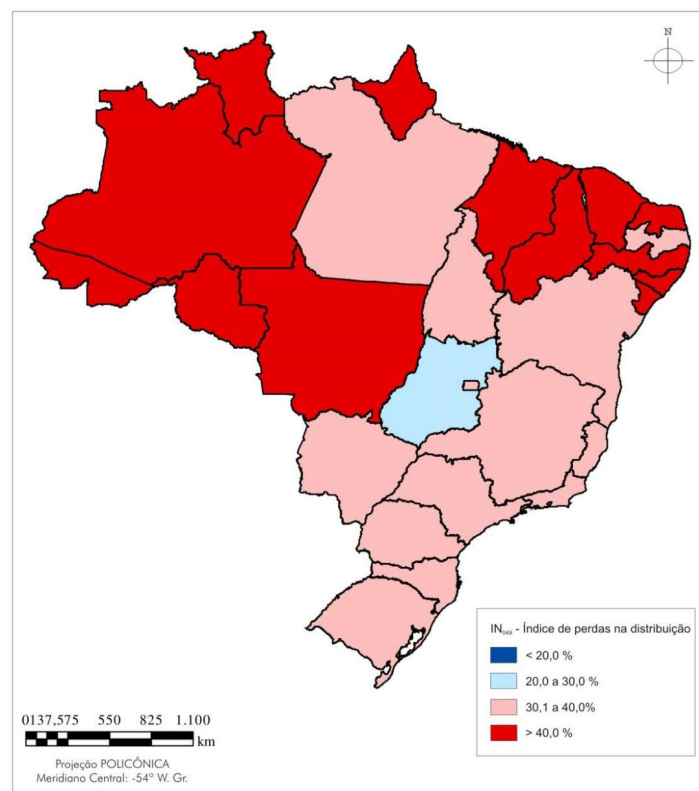 N
IN049 - Índice de perdas na distribuição
< 20,0 %
20,0 a 30,0 %
30,1 a 40,0%
> 40,0 %
0137,575 550 825 1.100
km
Projeção POLICÔNICA
Meridiano Central: -54° W. Gr.